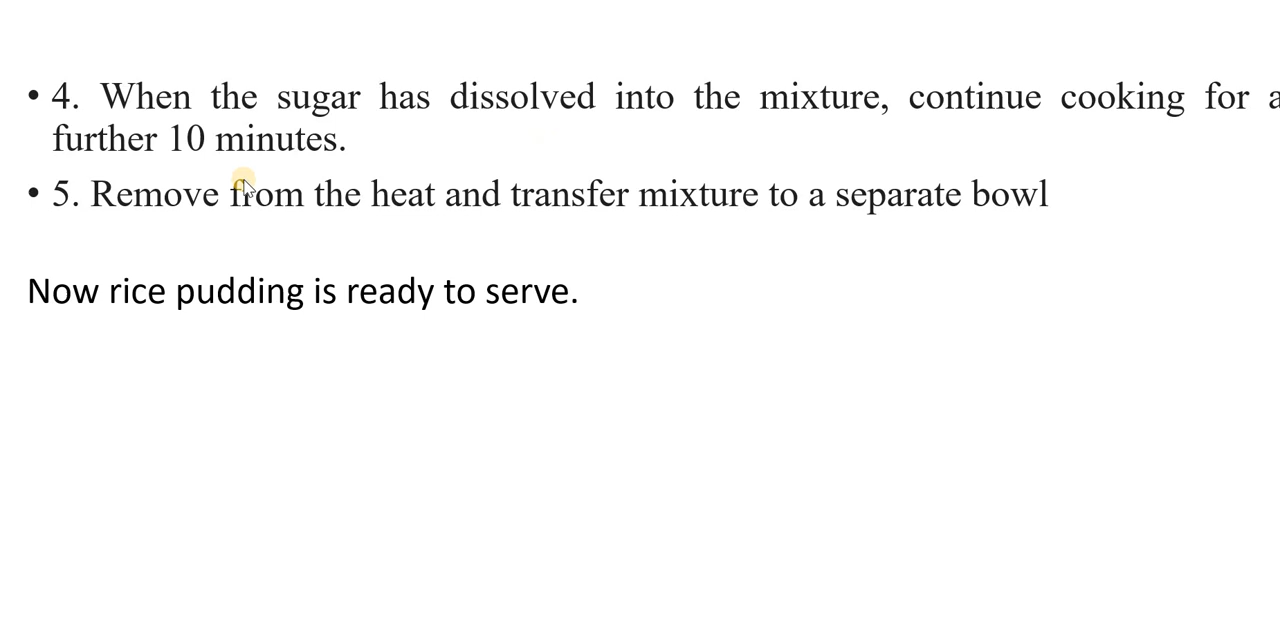 • 4. When the sugar has dissolved into the mixture, continue cooking for a
further 10 minutes.
• 5. Remove from the heat and transfer mixture to a separate bowl
Now rice pudding is ready to serve.